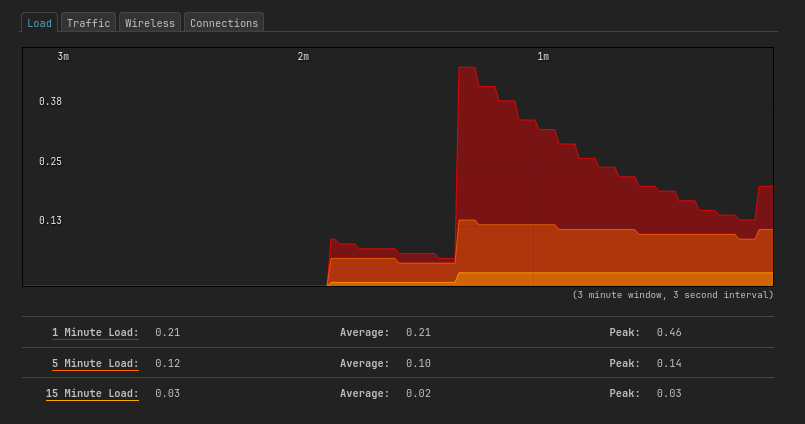 Load Traffic Wireless Connections
3m 2m 1m
0.38
0.25
0.13
(3 minute window, 3 second interval)
1 Minute Load: 0.21 Average: 0.21 Peak: 0.46
5 Minute Load: 0.12 Average: 0.10 Peak: 0.14
15 Minute Load: 0.03 Average: 0.02 Peak: 0.03